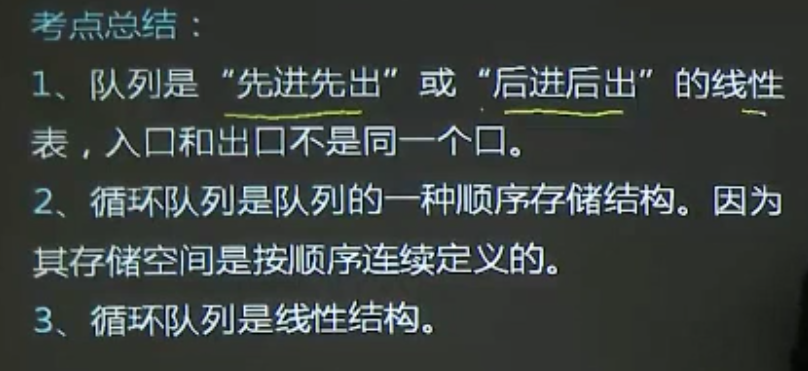 考点总结：
1、队列是“先进先出”或“后进后出”的线性
表，入口和出口不是同一个口。
2、循环队列是队列的一种顺序存储结构。因为
其存储空间是按顺序连续定义的。
3、循环队列是线性结构。